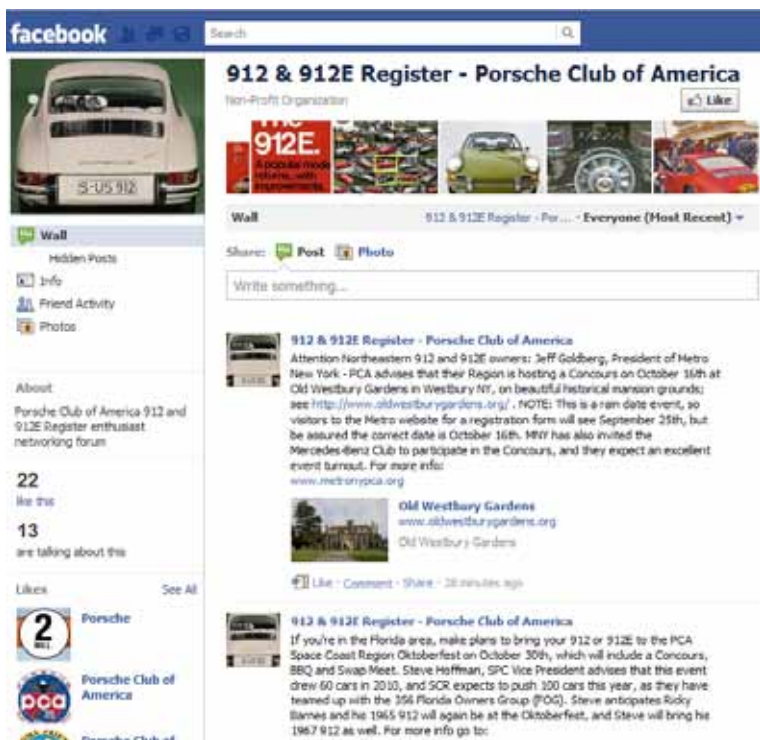 facebook
Search
912 & 912E Register - Porsche Club of America
Non-Profit Organization
Like
The
912E.
A popular mode
returns, with
improvements.
S-US 912
Wall
912 & 912E Register - Por... · Everyone (Most Recent)
Wall
Hidden Posts
Info
Friend Activity
Photos
Share: Post Photo
Write something...
About
Porsche Club of America 912 and
912E Register enthusiast
networking forum
22
like this
13
are talking about this
Likes See All
2
Porsche
pca
Porsche Club of
America
Porsche Club of
912 & 912E Register - Porsche Club of America
Attention Northeastern 912 and 912E owners: Jeff Goldberg, President of Metro
New York - PCA advises that their Region is hosting a Concours on October 16th at
Old Westbury Gardens in Westbury NY, on beautiful historical mansion grounds;
see http://www.oldwestburygardens.org/ . NOTE: This is a rain date event, so
visitors to the Metro website for a registration form will see September 25th, but
be assured the correct date is October 16th. MNY has also invited the
Mercedes-Benz Club to participate in the Concours, and they expect an excellent
event turnout. For more info:
www.metronypca.org
Old Westbury Gardens
www.oldwestburygardens.org
Old Westbury Gardens
Like · Comment · Share · 28 minutes ago
912 & 912E Register - Porsche Club of America
If you're in the Florida area, make plans to bring your 912 or 912E to the PCA
Space Coast Region Oktoberfest on October 30th, which will include a Concours,
BBQ and Swap Meet. Steve Hoffman, SPC Vice President advises that this event
drew 60 cars in 2010, and SCR expects to push 100 cars this year, as they have
teamed up with the 356 Florida Owners Group (FOG). Steve anticipates Ricky
Barnes and his 1965 912 will again be at the Oktoberfest, and Steve will bring his
1967 912 as well. For more info go to: